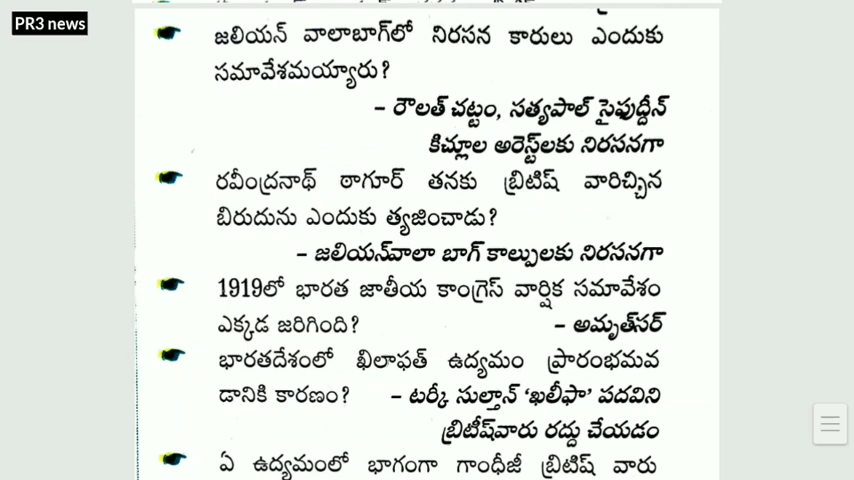 PR3 news
జలియన్ వాలాబాగ్‌లో నిరసన కారులు ఎందుకు
సమావేశమయ్యారు?
– రౌలత్ చట్టం, సత్యపాల్ సైఫుద్దీన్
కిచ్లూల అరెస్ట్‌లకు నిరసనగా
రవీంద్రనాథ్ ఠాగూర్ తనకు బ్రిటిష్ వారిచ్చిన
బిరుదును ఎందుకు త్యజించాడు?
– జలియన్‌వాలా బాగ్ కాల్పులకు నిరసనగా
1919లో భారత జాతీయ కాంగ్రెస్ వార్షిక సమావేశం
ఎక్కడ జరిగింది? – అమృత్‌సర్
భారతదేశంలో ఖిలాఫత్ ఉద్యమం ప్రారంభమవ
డానికి కారణం? – టర్కీ సుల్తాన్ ‘ఖలీఫా’ పదవిని
బ్రిటీష్‌వారు రద్దు చేయడం
ఏ ఉద్యమంలో భాగంగా గాంధీజీ బ్రిటిష్ వారు